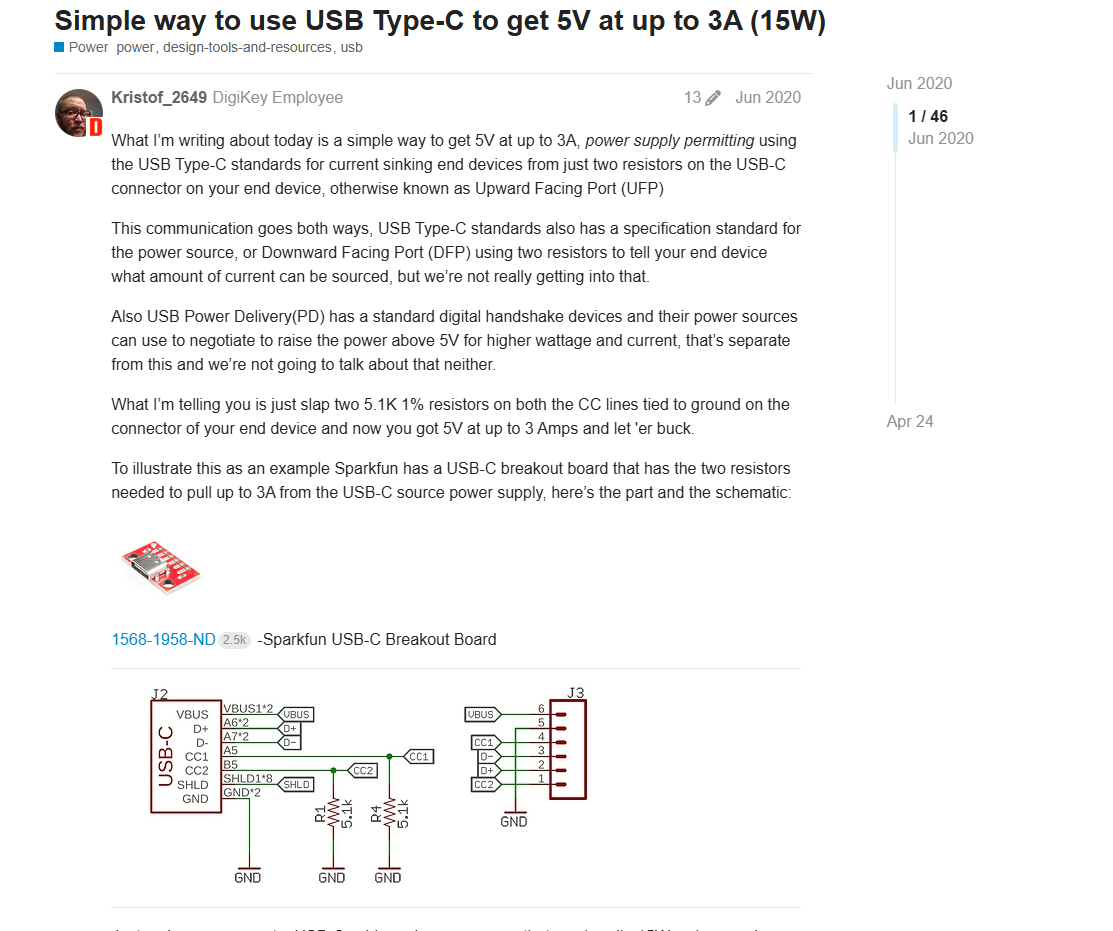 Simple way to use USB Type-C to get 5V at up to 3A (15W)
Power power, design-tools-and-resources, usb
Kristof_2649 DigiKey Employee 13 Jun 2020
What I'm writing about today is a simple way to get 5V at up to 3A, power supply permitting using
the USB Type-C standards for current sinking end devices from just two resistors on the USB-C
connector on your end device, otherwise known as Upward Facing Port (UFP)
This communication goes both ways, USB Type-C standards also has a specification standard for
the power source, or Downward Facing Port (DFP) using two resistors to tell your end device
what amount of current can be sourced, but we're not really getting into that.
Also USB Power Delivery(PD) has a standard digital handshake devices and their power sources
can use to negotiate to raise the power above 5V for higher wattage and current, that's separate
from this and we're not going to talk about that neither.
What I'm telling you is just slap two 5.1K 1% resistors on both the CC lines tied to ground on the
connector of your end device and now you got 5V at up to 3 Amps and let 'er buck.
To illustrate this as an example Sparkfun has a USB-C breakout board that has the two resistors
needed to pull up to 3A from the USB-C source power supply, here's the part and the schematic:
1568-1958-ND 2.5k -Sparkfun USB-C Breakout Board
Jun 2020
1 / 46
Jun 2020
Apr 24
J2
USB-C
VBUS VBUS1*2 VBUS
D+ A6*2 D+
D- A7*2 D-
CC1 A5 CC1
CC2 B5 CC2
SHLD SHLD1*8 SHLD
GND GND*2
R1 5.1k
R4 5.1k
GND GND GND
J3
VBUS 6
5
CC1 4
D- 3
D+ 2
CC2 1
GND